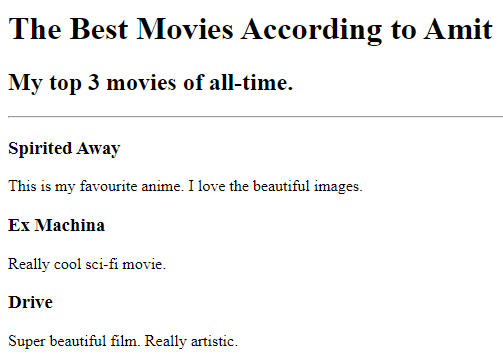 The Best Movies According to Amit
My top 3 movies of all-time.
Spirited Away
This is my favourite anime. I love the beautiful images.
Ex Machina
Really cool sci-fi movie.
Drive
Super beautiful film. Really artistic.